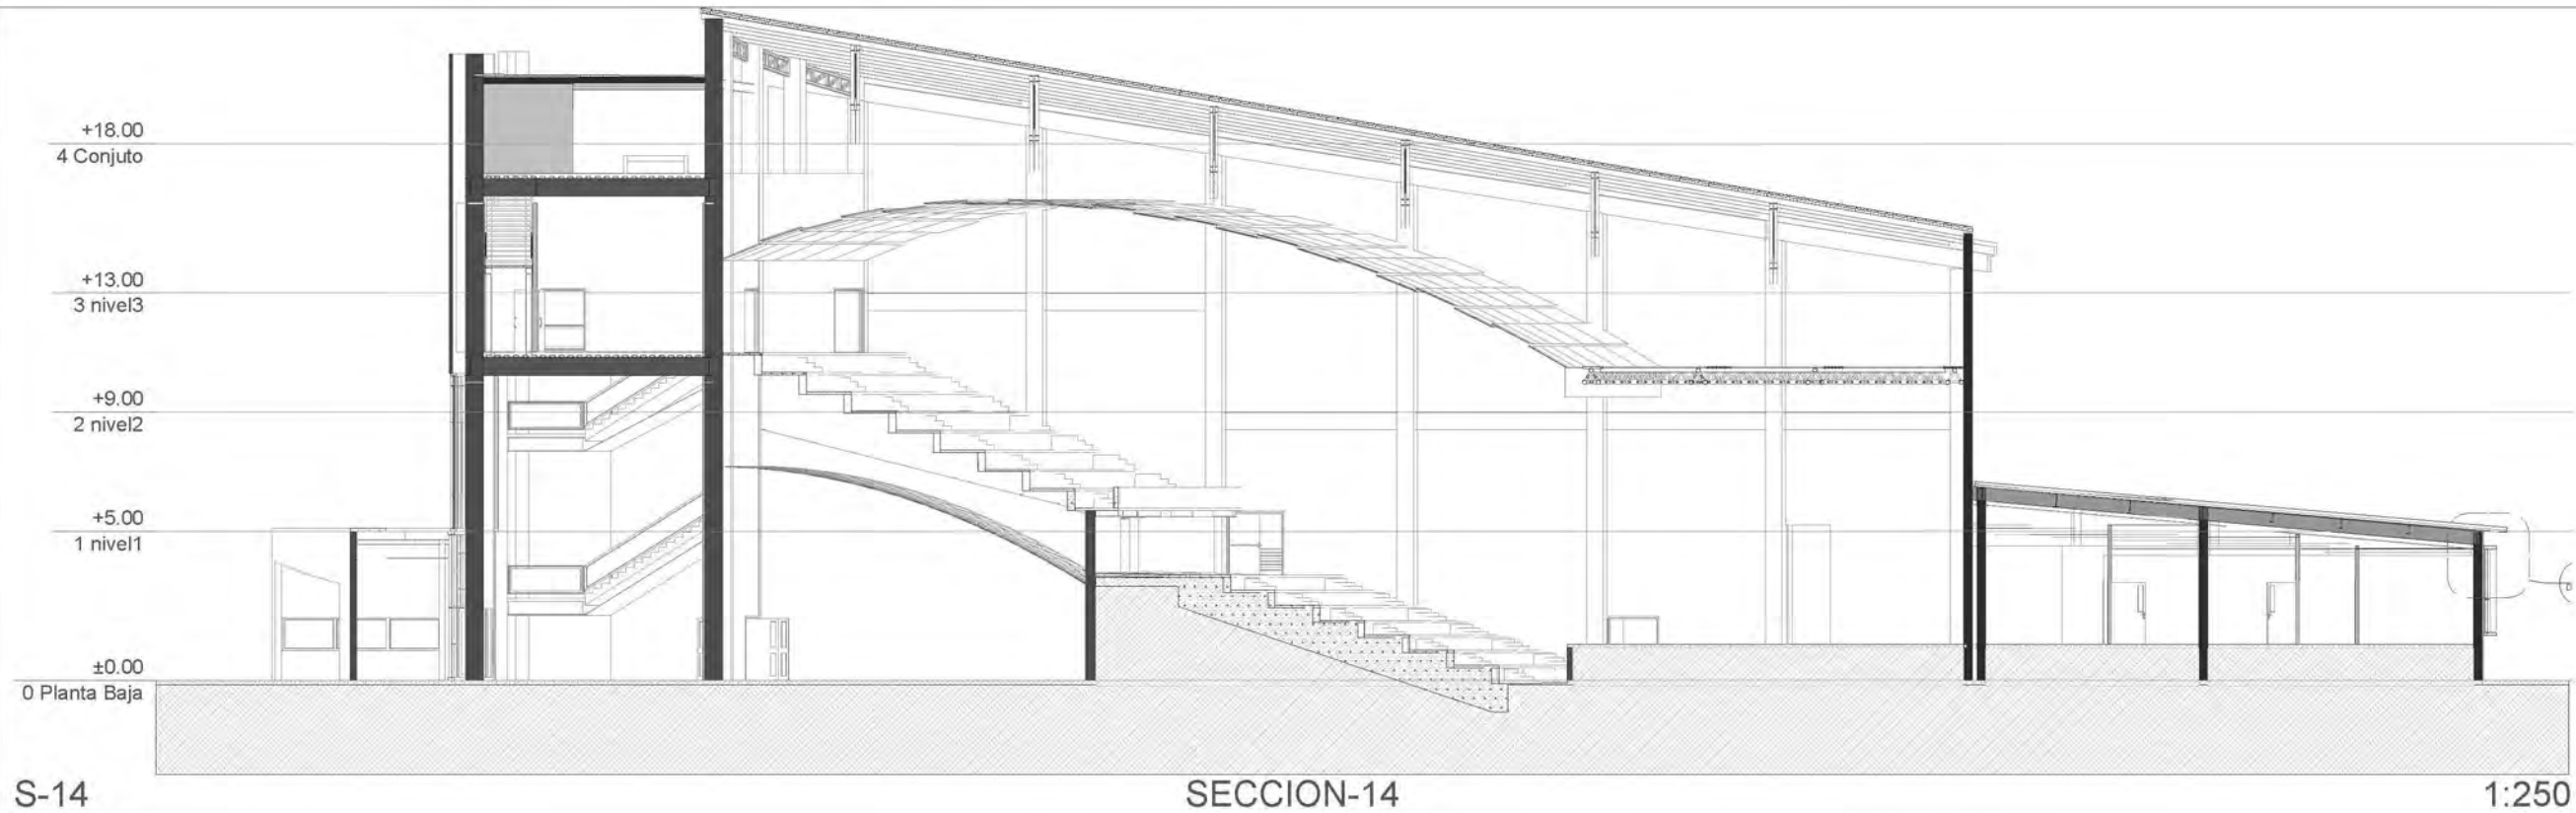 +18.00
4 Conjuto
+13.00
3 nivel3
+9.00
2 nivel2
+5.00
1 nivel1
±0.00
0 Planta Baja
S-14
SECCION-14
1:250